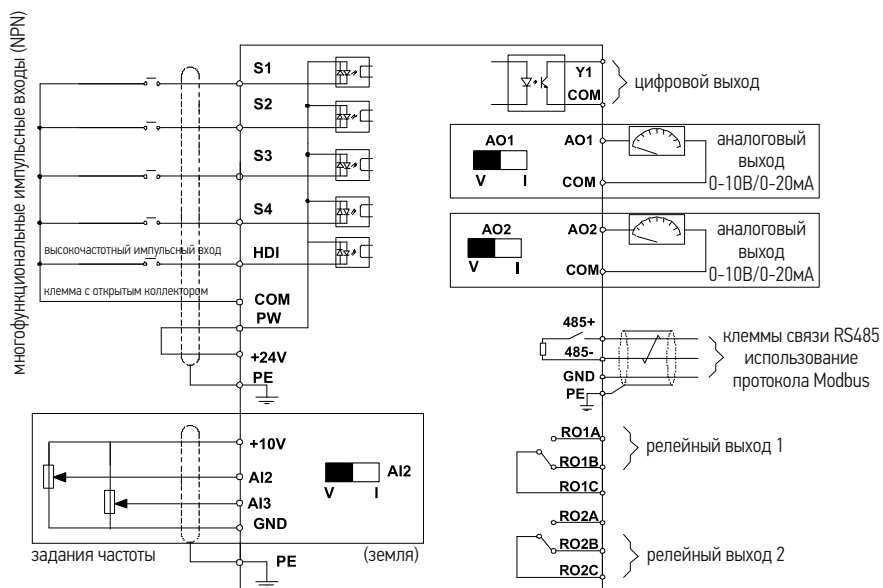 многофункциональные импульсные входы (NPN)
S1
S2
S3
S4
высокочастотный импульсный вход
HDI
клемма с открытым коллектором
COM
PW
+24V
PE
+10V
AI2
AI3
GND
AI2
V I
задания частоты
(земля)
PE
Y1
COM
цифровой выход
AO1
V I
AO1
COM
аналоговый
выход
0-10В/0-20мА
AO2
V I
AO2
COM
аналоговый
выход
0-10В/0-20мА
485+
485-
GND
PE
клеммы связи RS485
использование
протокола Modbus
RO1A
RO1B
RO1C
релейный выход 1
RO2A
RO2B
RO2C
релейный выход 2